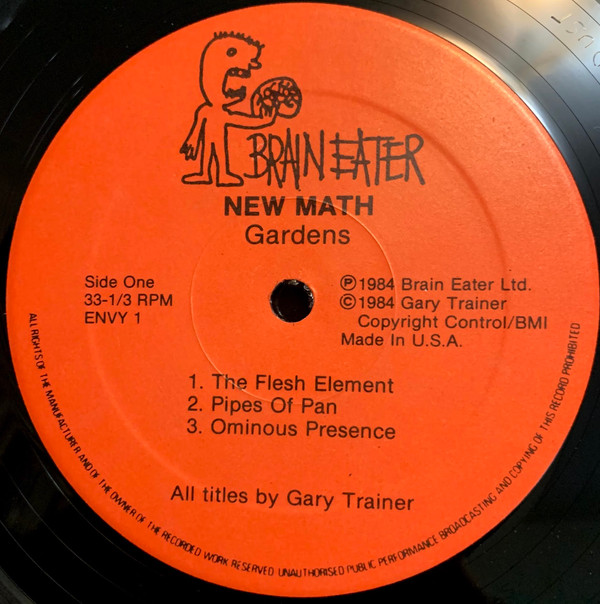 BRAIN EATER
NEW MATH
Gardens
Side One
33-1/3 RPM
ENVY 1
℗1984 Brain Eater Ltd.
©1984 Gary Trainer
Copyright Control/BMI
Made In U.S.A.
1. The Flesh Element
2. Pipes Of Pan
3. Ominous Presence
All titles by Gary Trainer
ALL RIGHTS OF THE MANUFACTURER AND OF THE OWNER OF THE RECORDED WORK RESERVED UNAUTHORISED PUBLIC PERFORMANCE BROADCASTING AND COPYING OF THIS RECORD PROHIBITED